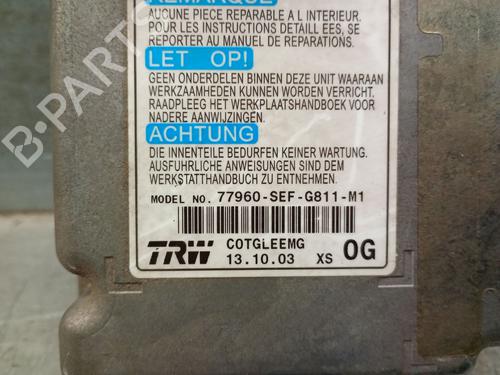 REMARQUE
AUCUNE PIECE REPARABLE A L INTERIEUR.
POUR LES INSTRUCTIONS DETAILL EES, SE
REPORTER AU MANUEL DE REPARATIONS.
LET OP!
GEEN ONDERDELEN BINNEN DEZE UNIT WAARAAN
WERKZAAMHEDEN KUNNEN WORDEN VERRICHT.
RAADPLEEG HET WERKPLAATSHANDBOEK VOOR
NADERE AANWIJZINGEN.
ACHTUNG
DIE INNENTEILE BEDURFEN KEINER WARTUNG.
AUSFUHRLICHE ANWEISUNGEN SIND DEM
WERKSTATTHANDBUCH ZU ENTNEHMEN.
MODEL NO. 77960-SEF-G811-M1
TRW COTGLEEMG
13.10.03 XS 0G
B-PARTS